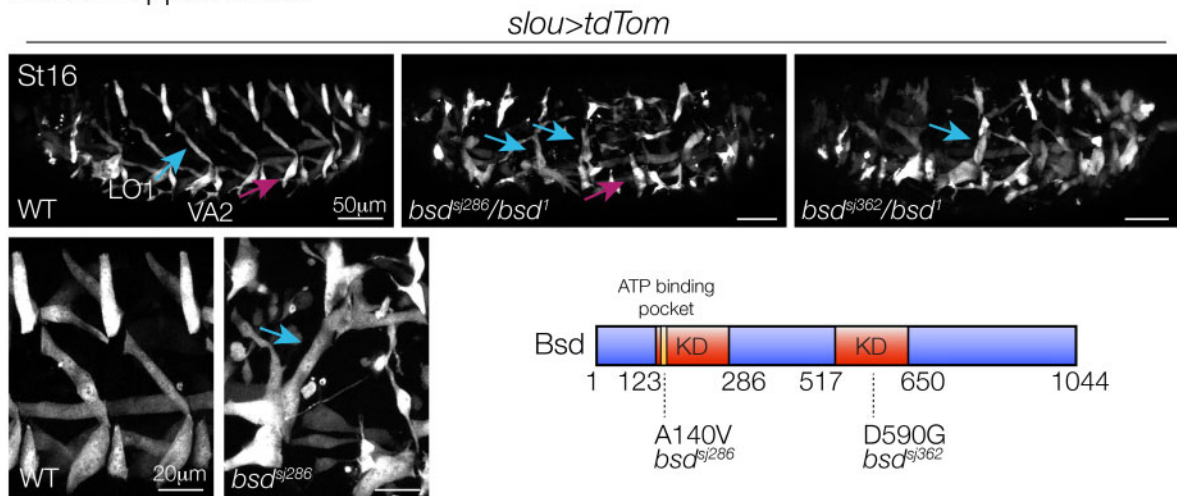 slou>tdTom
St16
LO1
VA2
WT
50μm
bsd^sj286/bsd^1
bsd^sj362/bsd^1
WT
20μm
bsd^sj286
ATP binding
pocket
Bsd
KD
KD
1 123 286 517 650 1044
A140V D590G
bsd^sj286 bsd^sj362